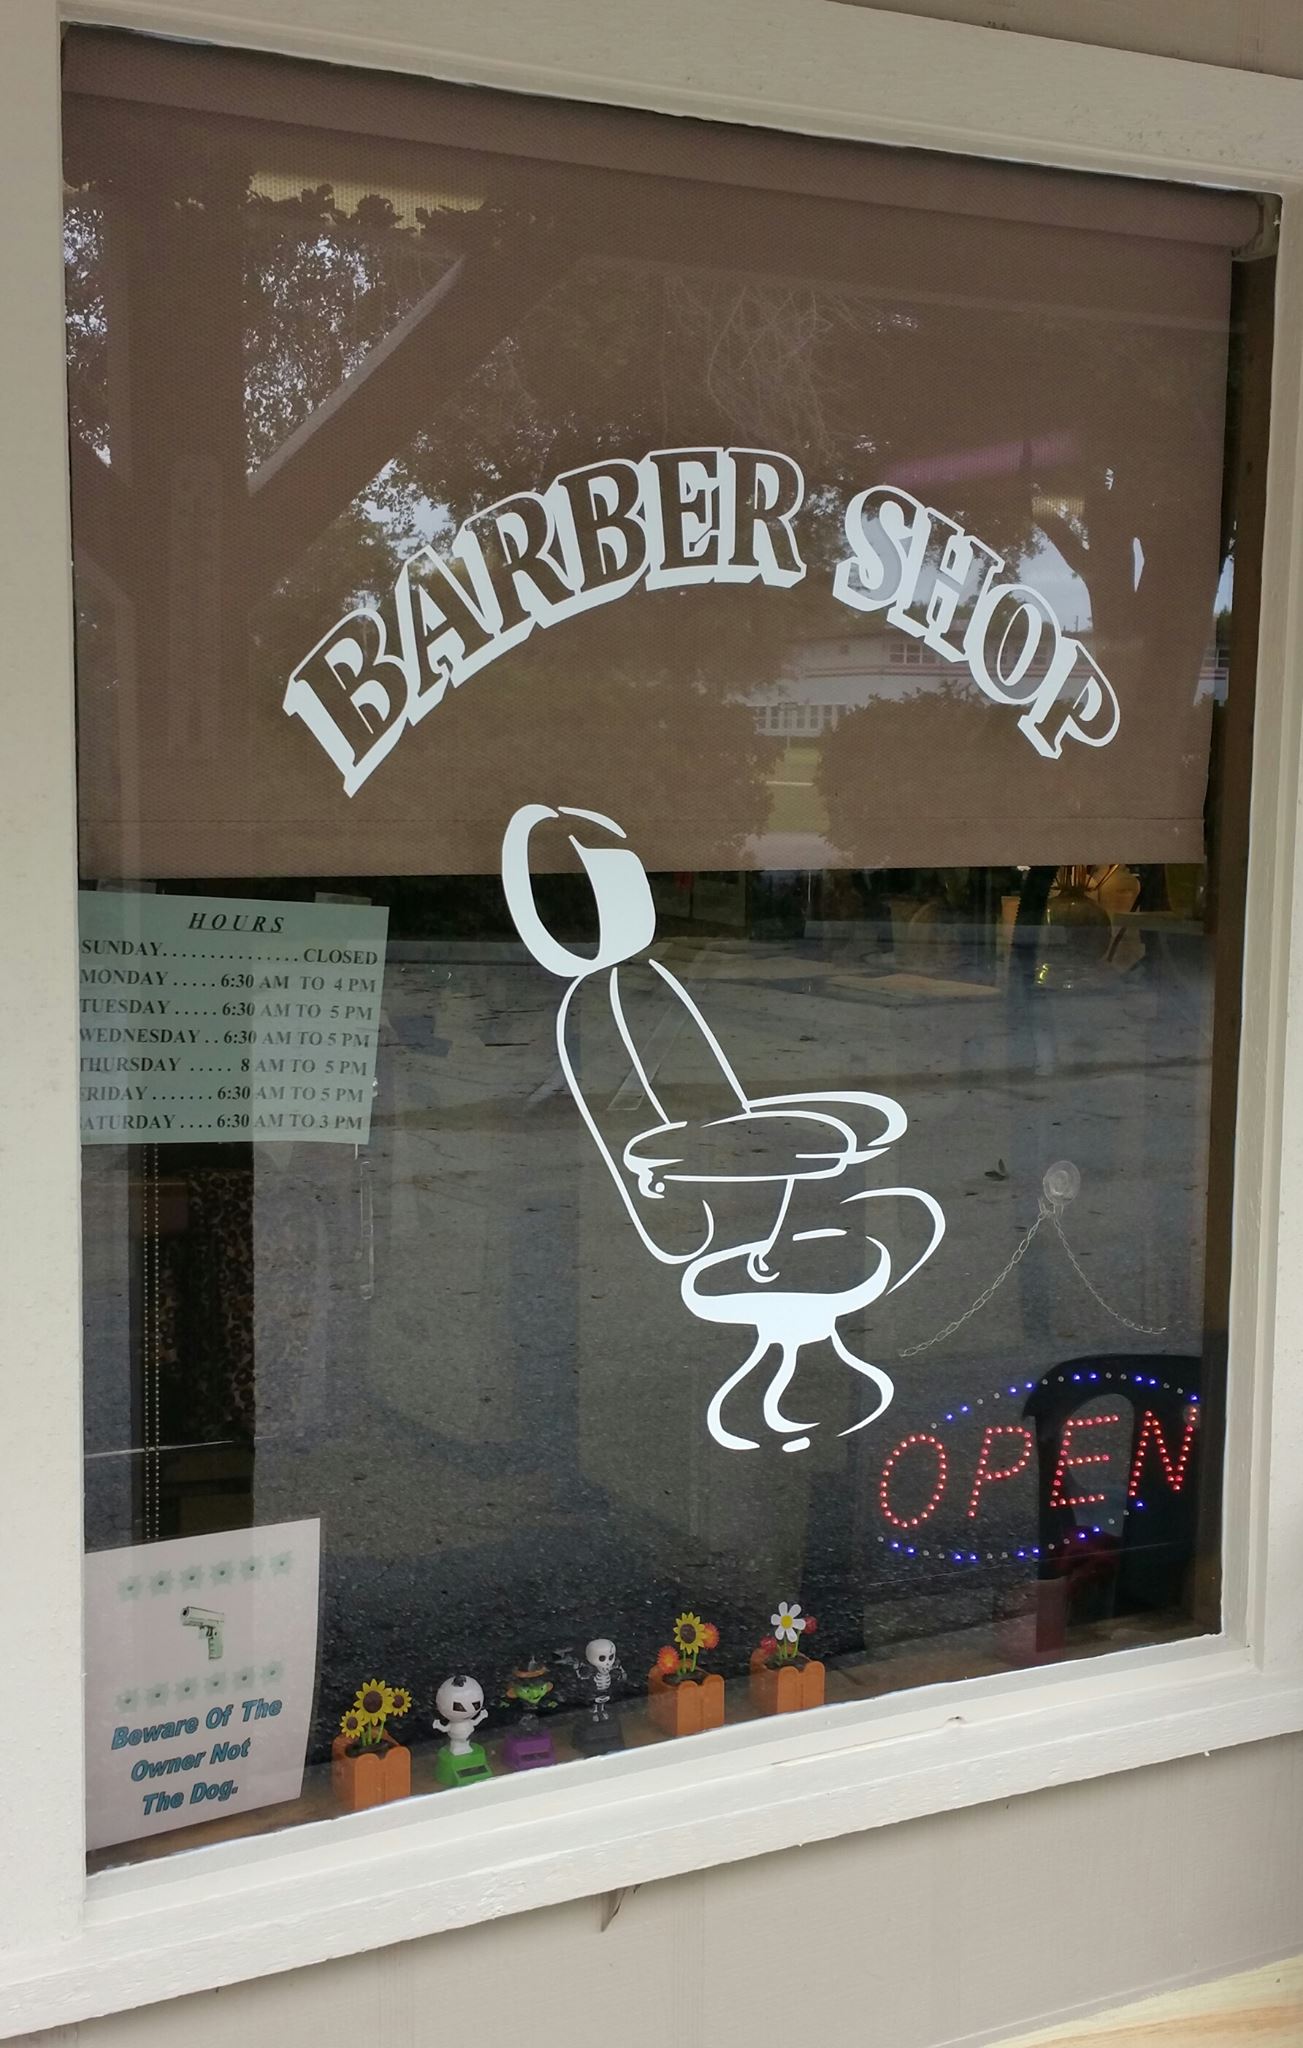 BARBER SHOP
HOURS
SUNDAY...............CLOSED
MONDAY.....6:30 AM TO 4 PM
TUESDAY.....6:30 AM TO 5 PM
WEDNESDAY..6:30 AM TO 5 PM
THURSDAY.....8 AM TO 5 PM
FRIDAY.......6:30 AM TO 5 PM
SATURDAY....6:30 AM TO 3 PM
OPEN
Beware Of The
Owner Not
The Dog.